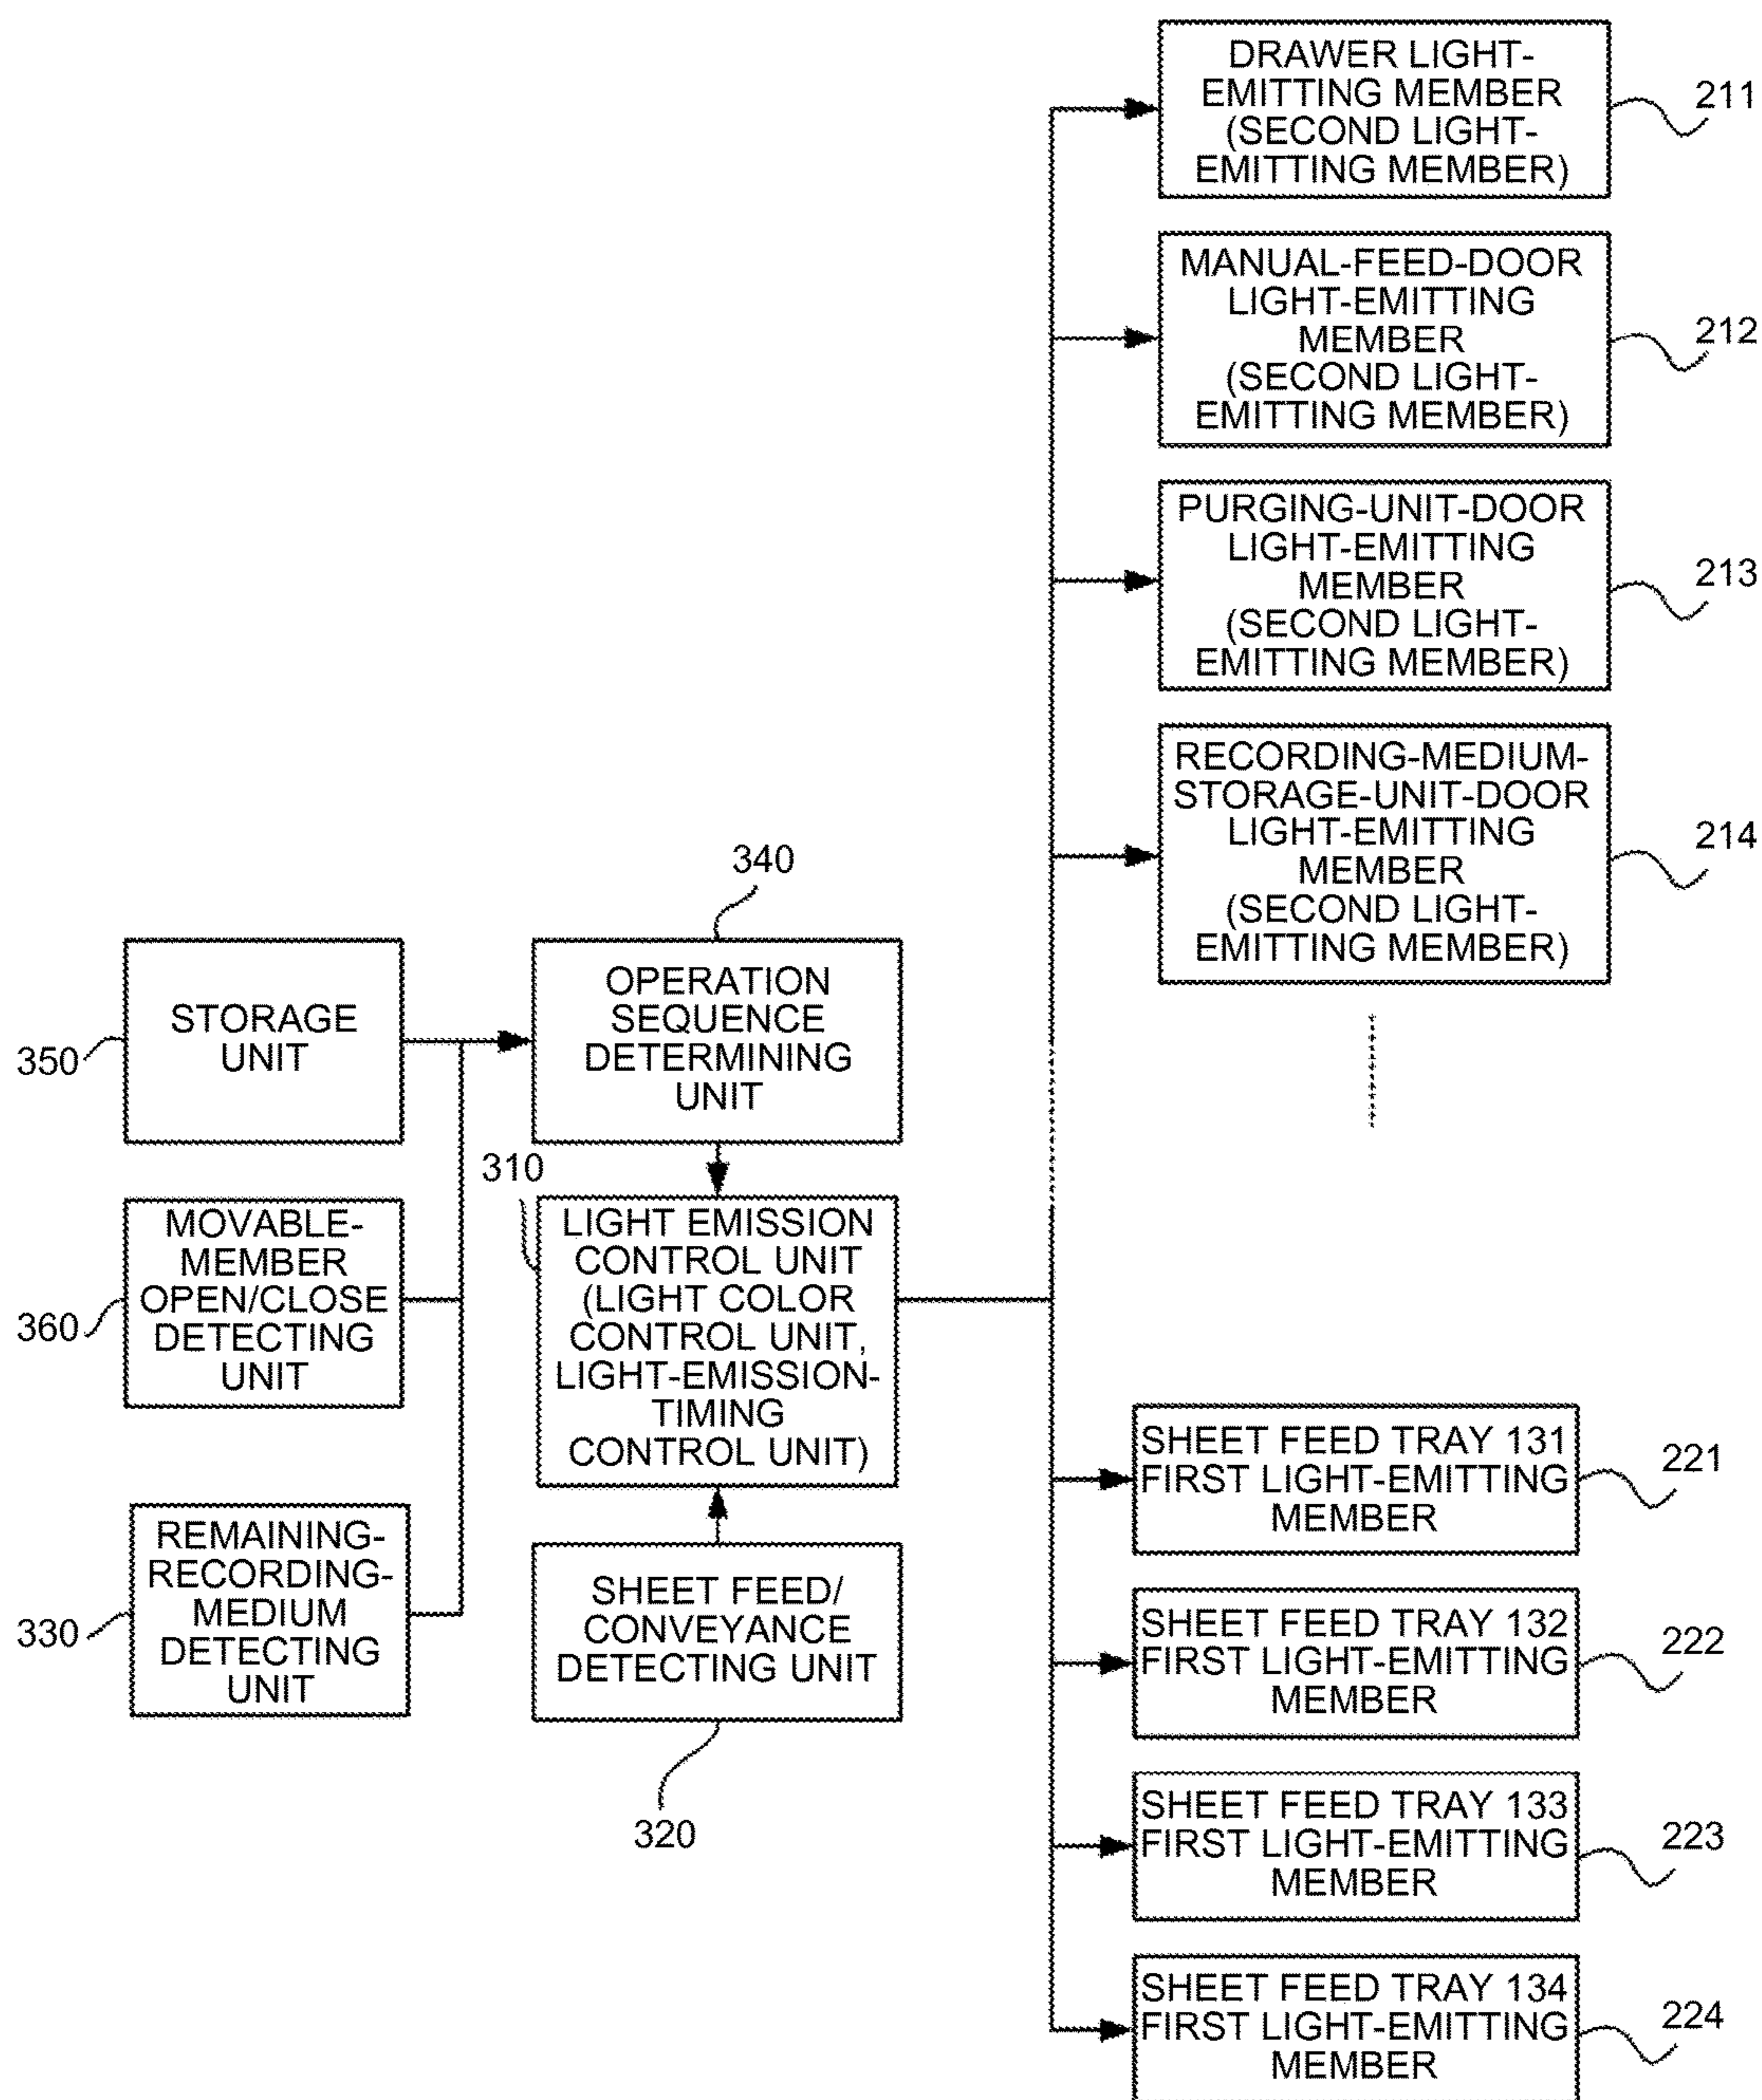 DRAWER LIGHT-
EMITTING MEMBER
(SECOND LIGHT-
EMITTING MEMBER)
211
MANUAL-FEED-DOOR
LIGHT-EMITTING
MEMBER
(SECOND LIGHT-
EMITTING MEMBER)
212
PURGING-UNIT-DOOR
LIGHT-EMITTING
MEMBER
(SECOND LIGHT-
EMITTING MEMBER)
213
RECORDING-MEDIUM-
STORAGE-UNIT-DOOR
LIGHT-EMITTING
MEMBER
(SECOND LIGHT-
EMITTING MEMBER)
214
340
STORAGE
UNIT
350
OPERATION
SEQUENCE
DETERMINING
UNIT
310
MOVABLE-
MEMBER
OPEN/CLOSE
DETECTING
UNIT
360
LIGHT EMISSION
CONTROL UNIT
(LIGHT COLOR
CONTROL UNIT,
LIGHT-EMISSION-
TIMING
CONTROL UNIT)
REMAINING-
RECORDING-
MEDIUM
DETECTING
UNIT
330
SHEET FEED/
CONVEYANCE
DETECTING UNIT
320
SHEET FEED TRAY 131
FIRST LIGHT-EMITTING
MEMBER
221
SHEET FEED TRAY 132
FIRST LIGHT-EMITTING
MEMBER
222
SHEET FEED TRAY 133
FIRST LIGHT-EMITTING
MEMBER
223
SHEET FEED TRAY 134
FIRST LIGHT-EMITTING
MEMBER
224